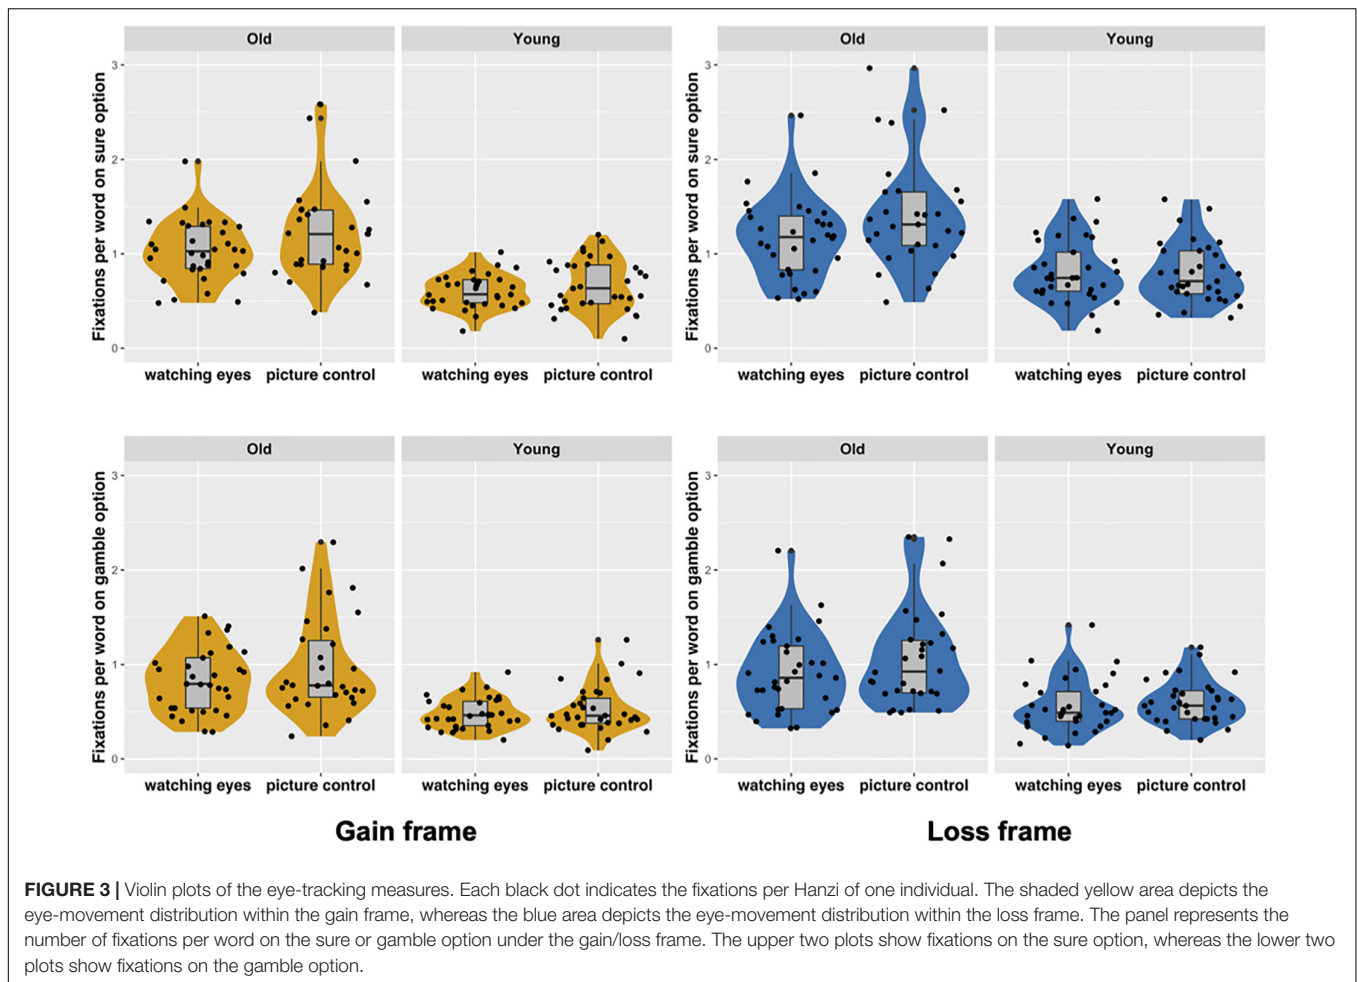 Old Young Old Young
Fixations per word on sure option
3
2
1
0
watching eyes picture control watching eyes picture control
Fixations per word on sure option
3
2
1
0
watching eyes picture control watching eyes picture control
Old Young Old Young
Fixations per word on gamble option
3
2
1
0
watching eyes picture control watching eyes picture control
Fixations per word on gamble option
3
2
1
0
watching eyes picture control watching eyes picture control
Gain frame Loss frame
FIGURE 3 | Violin plots of the eye-tracking measures. Each black dot indicates the fixations per Hanzi of one individual. The shaded yellow area depicts the
eye-movement distribution within the gain frame, whereas the blue area depicts the eye-movement distribution within the loss frame. The panel represents the
number of fixations per word on the sure or gamble option under the gain/loss frame. The upper two plots show fixations on the sure option, whereas the lower two
plots show fixations on the gamble option.